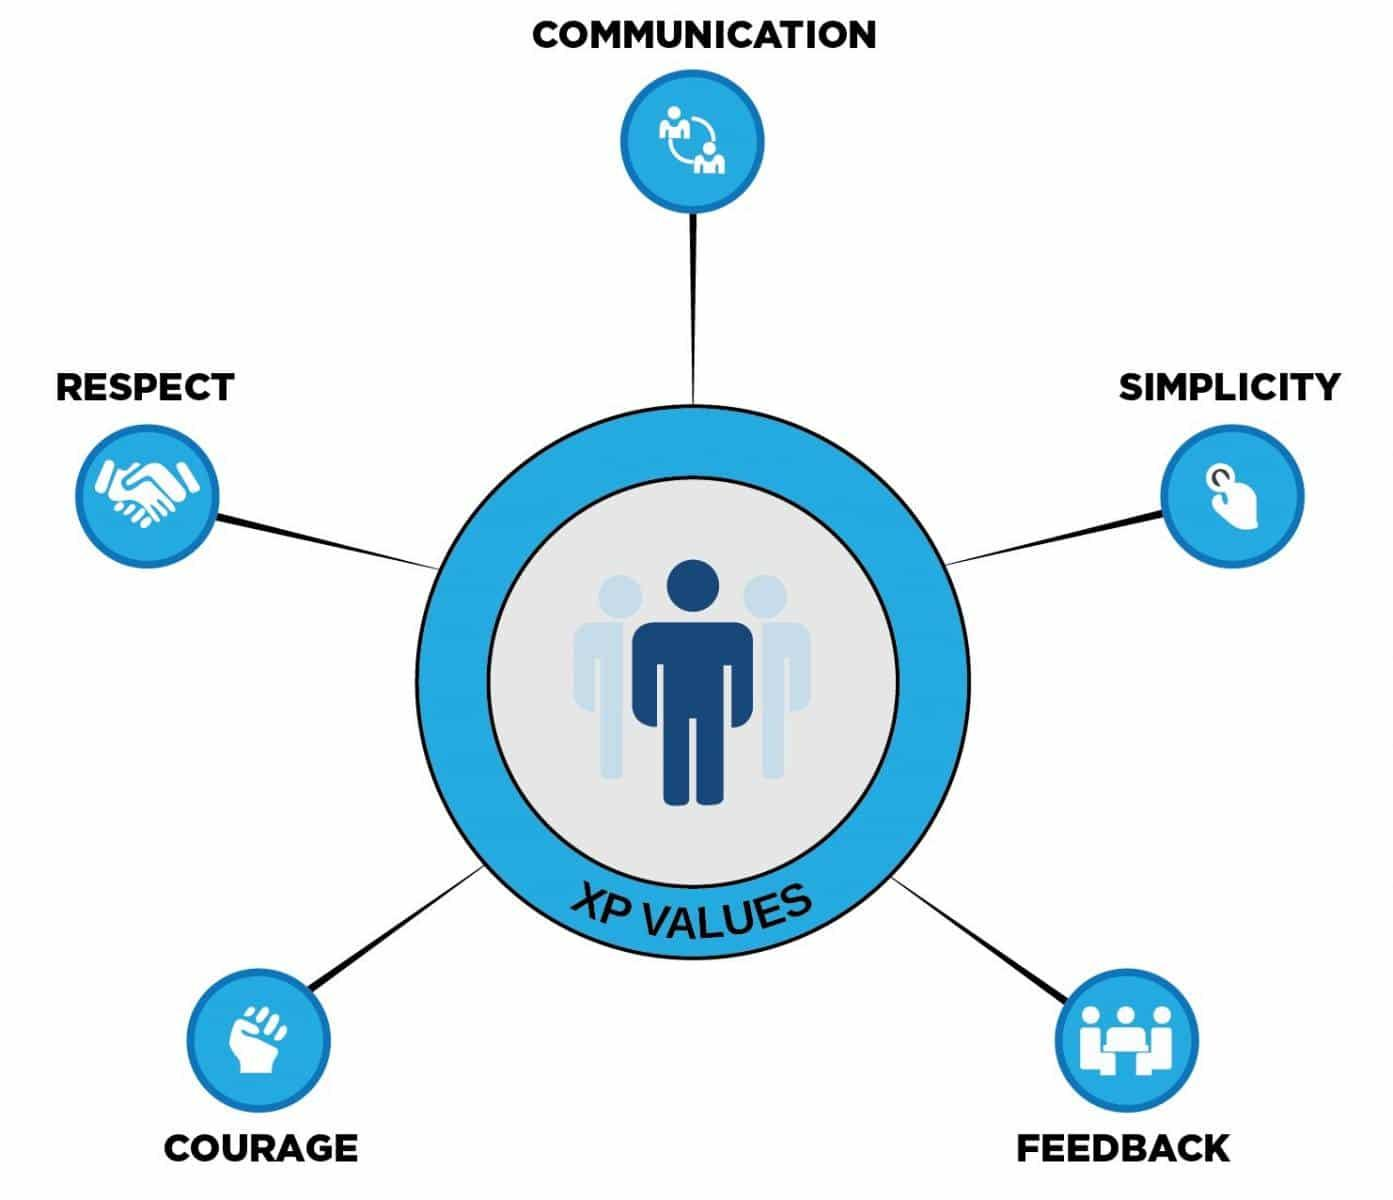 COMMUNICATION
RESPECT
SIMPLICITY
XP VALUES
COURAGE
FEEDBACK